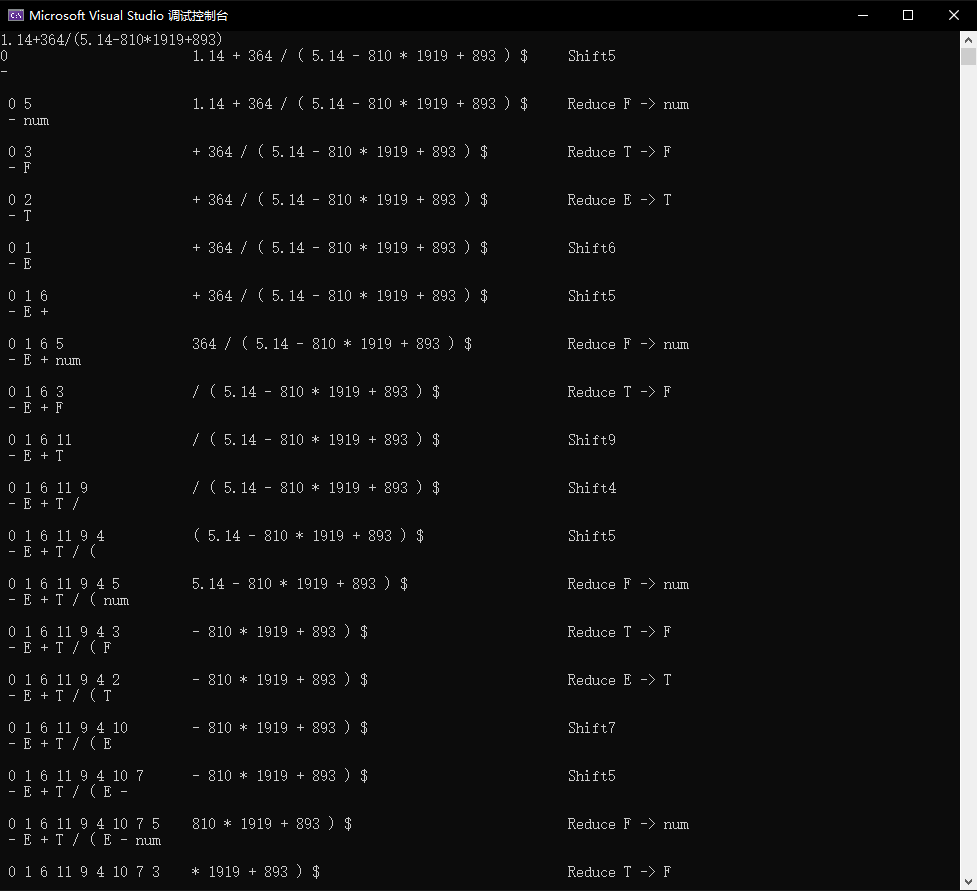 Microsoft Visual Studio 调试控制台
1.14+364/(5.14-810*1919+893)
0 1.14 + 364 / ( 5.14 - 810 * 1919 + 893 ) $ Shift5
-
0 5 1.14 + 364 / ( 5.14 - 810 * 1919 + 893 ) $ Reduce F -> num
- num
0 3 + 364 / ( 5.14 - 810 * 1919 + 893 ) $ Reduce T -> F
- F
0 2 + 364 / ( 5.14 - 810 * 1919 + 893 ) $ Reduce E -> T
- T
0 1 + 364 / ( 5.14 - 810 * 1919 + 893 ) $ Shift6
- E
0 1 6 + 364 / ( 5.14 - 810 * 1919 + 893 ) $ Shift5
- E +
0 1 6 5 364 / ( 5.14 - 810 * 1919 + 893 ) $ Reduce F -> num
- E + num
0 1 6 3 / ( 5.14 - 810 * 1919 + 893 ) $ Reduce T -> F
- E + F
0 1 6 11 / ( 5.14 - 810 * 1919 + 893 ) $ Shift9
- E + T
0 1 6 11 9 / ( 5.14 - 810 * 1919 + 893 ) $ Shift4
- E + T /
0 1 6 11 9 4 ( 5.14 - 810 * 1919 + 893 ) $ Shift5
- E + T / (
0 1 6 11 9 4 5 5.14 - 810 * 1919 + 893 ) $ Reduce F -> num
- E + T / ( num
0 1 6 11 9 4 3 - 810 * 1919 + 893 ) $ Reduce T -> F
- E + T / ( F
0 1 6 11 9 4 2 - 810 * 1919 + 893 ) $ Reduce E -> T
- E + T / ( T
0 1 6 11 9 4 10 - 810 * 1919 + 893 ) $ Shift7
- E + T / ( E
0 1 6 11 9 4 10 7 - 810 * 1919 + 893 ) $ Shift5
- E + T / ( E -
0 1 6 11 9 4 10 7 5 810 * 1919 + 893 ) $ Reduce F -> num
- E + T / ( E - num
0 1 6 11 9 4 10 7 3 * 1919 + 893 ) $ Reduce T -> F